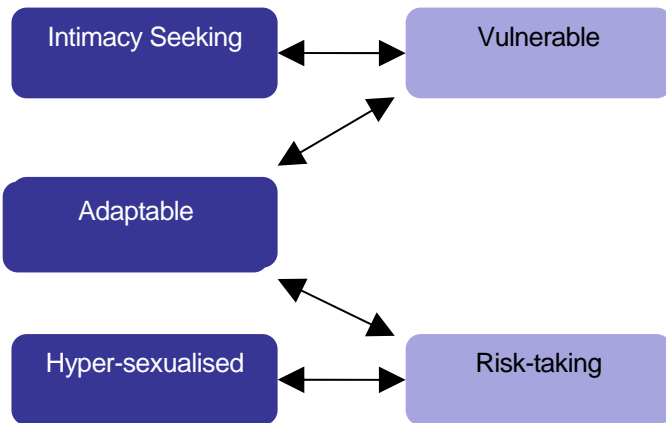 Intimacy Seeking
Vulnerable
Adaptable
Hyper-sexualised
Risk-taking